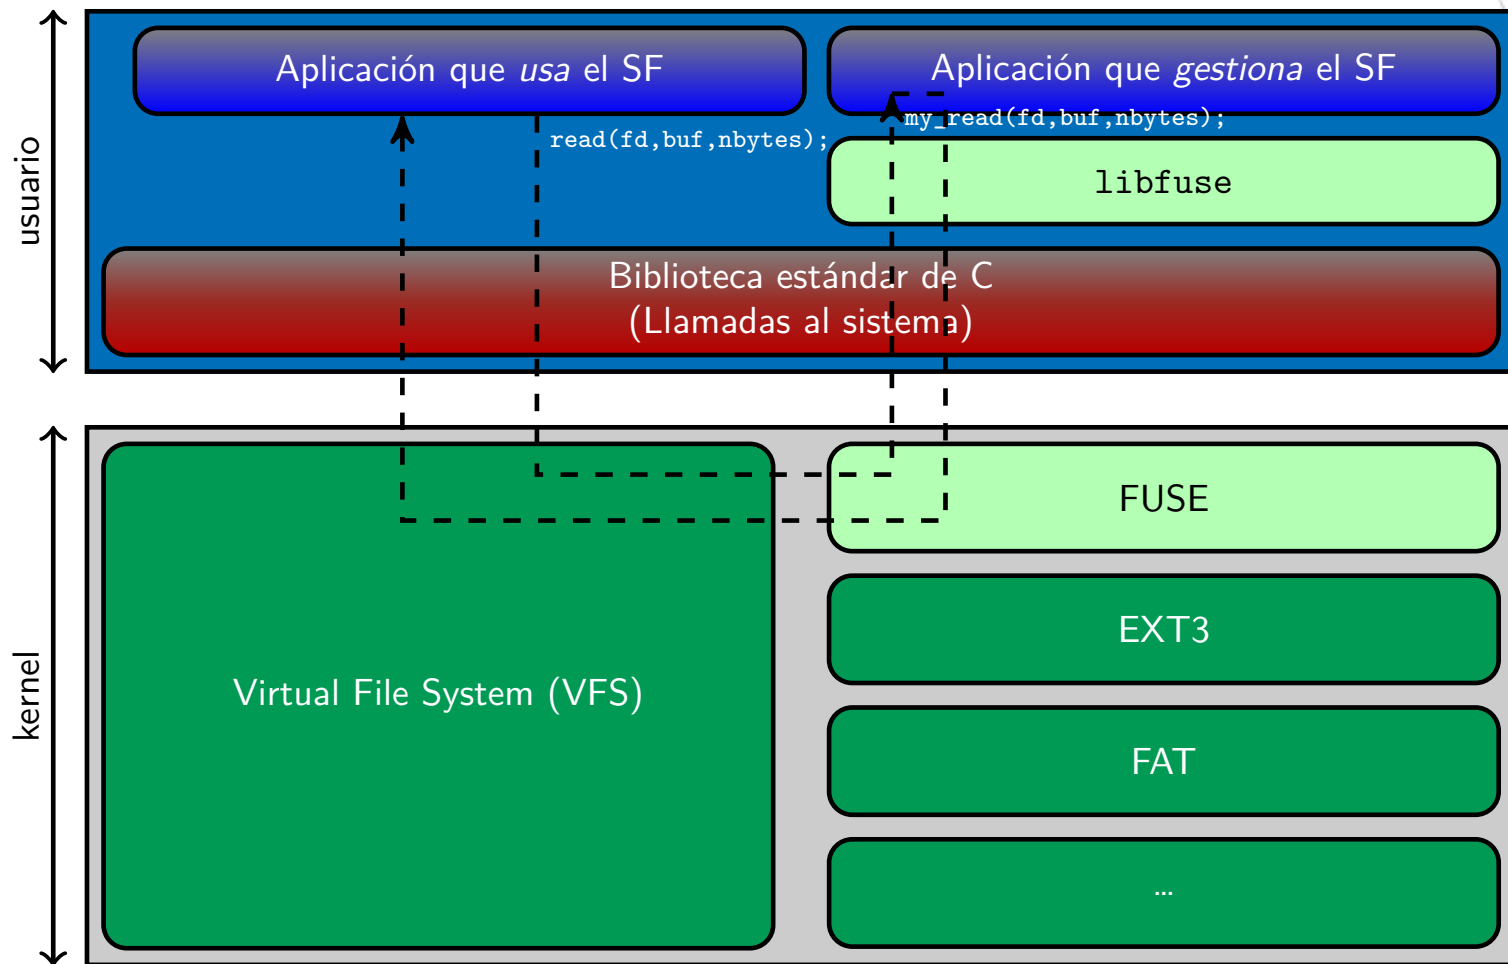 usuario
Aplicación que usa el SF
Aplicación que gestiona el SF
read(fd,buf,nbytes);
my_read(fd,buf,nbytes);
libfuse
Biblioteca estándar de C
(Llamadas al sistema)
kernel
Virtual File System (VFS)
FUSE
EXT3
FAT
...